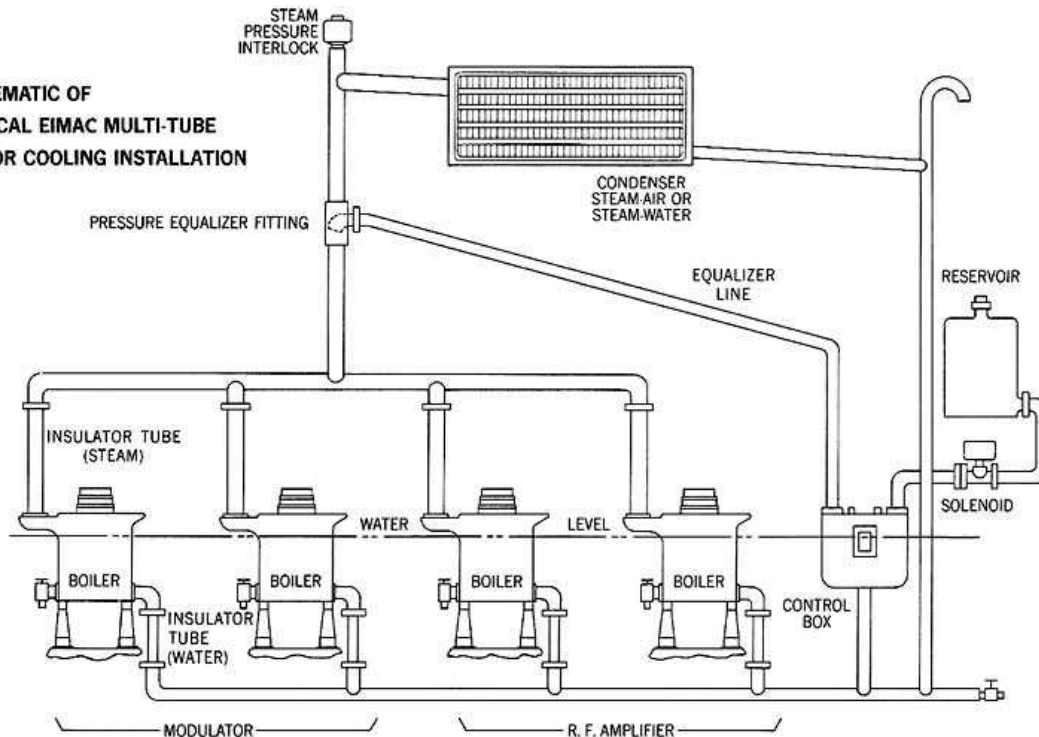 STEAM
PRESSURE
INTERLOCK
EMATIC OF
CAL EIMAC MULTI-TUBE
OR COOLING INSTALLATION
CONDENSER
STEAM-AIR OR
STEAM-WATER
PRESSURE EQUALIZER FITTING
EQUALIZER
LINE
RESERVOIR
INSULATOR TUBE
(STEAM)
SOLENOID
WATER
LEVEL
BOILER
BOILER
BOILER
BOILER
CONTROL
BOX
INSULATOR
TUBE
(WATER)
MODULATOR
R. F. AMPLIFIER